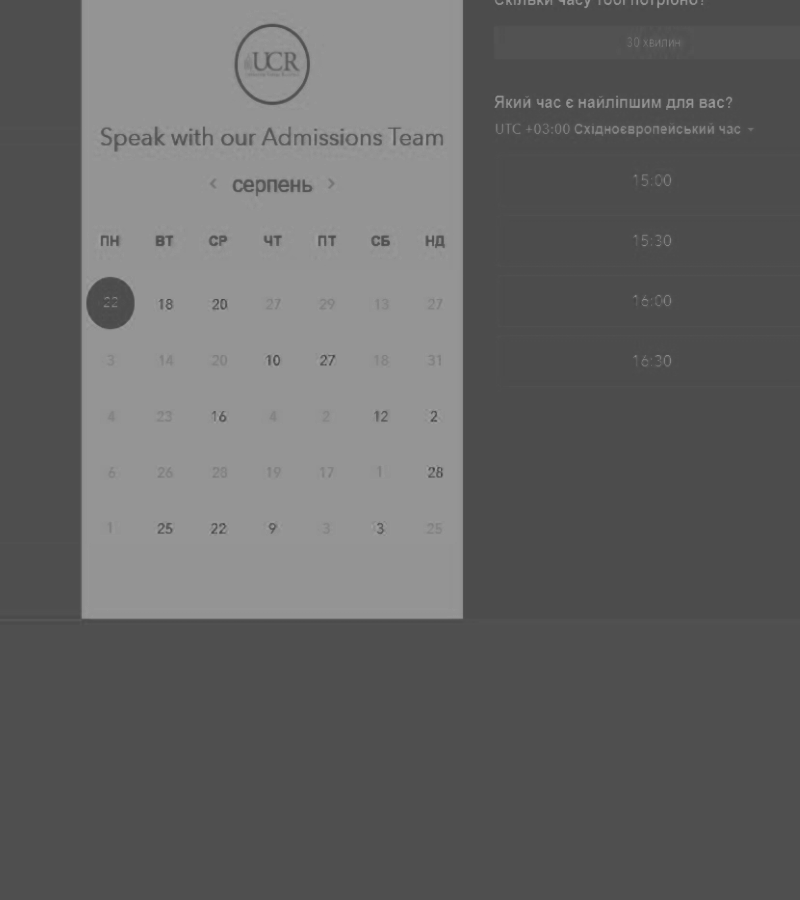 UCR
Speak with our Admissions Team
‹ серпень ›
ПН ВТ СР ЧТ ПТ СБ НД
22 18 20 27 29 13 27
3 14 20 10 27 18 31
4 23 16 4 2 12 2
6 26 28 19 17 1 28
1 25 22 9 3 3 25
Скільки часу тобі потрібно?
30 хвилин
Який час є найліпшим для вас?
UTC +03:00 Східноєвропейський час
15:00
15:30
16:00
16:30